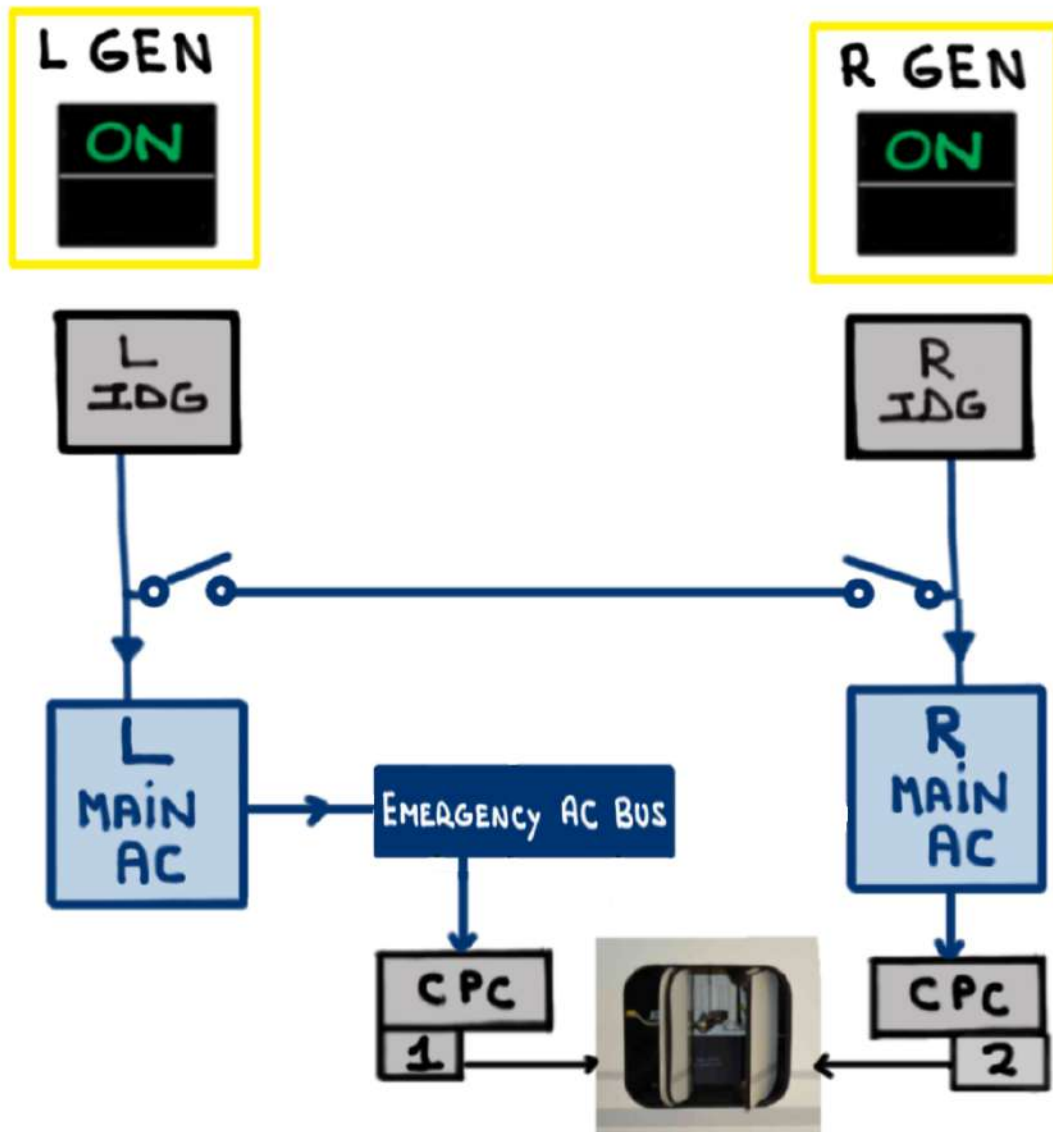 L GEN
ON
R GEN
ON
L
IDG
R
IDG
L
MAIN
AC
EMERGENCY AC BUS
R
MAIN
AC
CPC
1
CPC
2